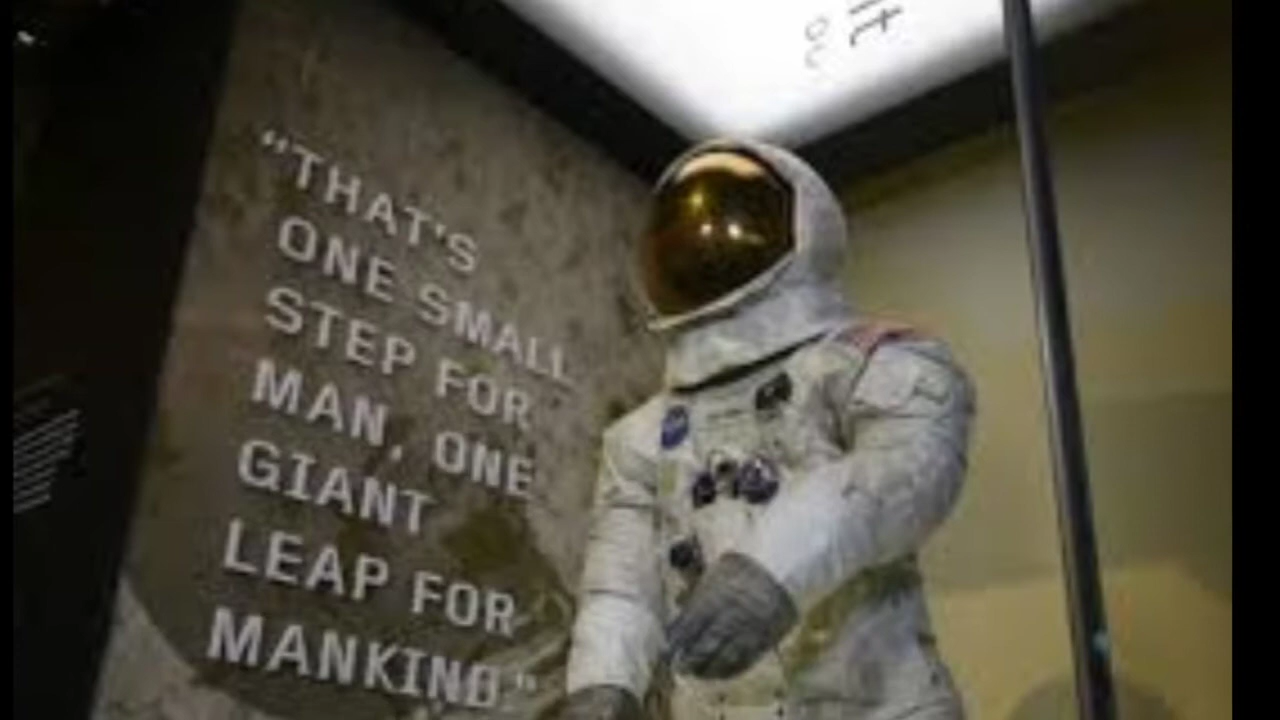 "THAT'S
ONE SMALL
STEP FOR
MAN, ONE
GIANT
LEAP FOR
MANKIND"